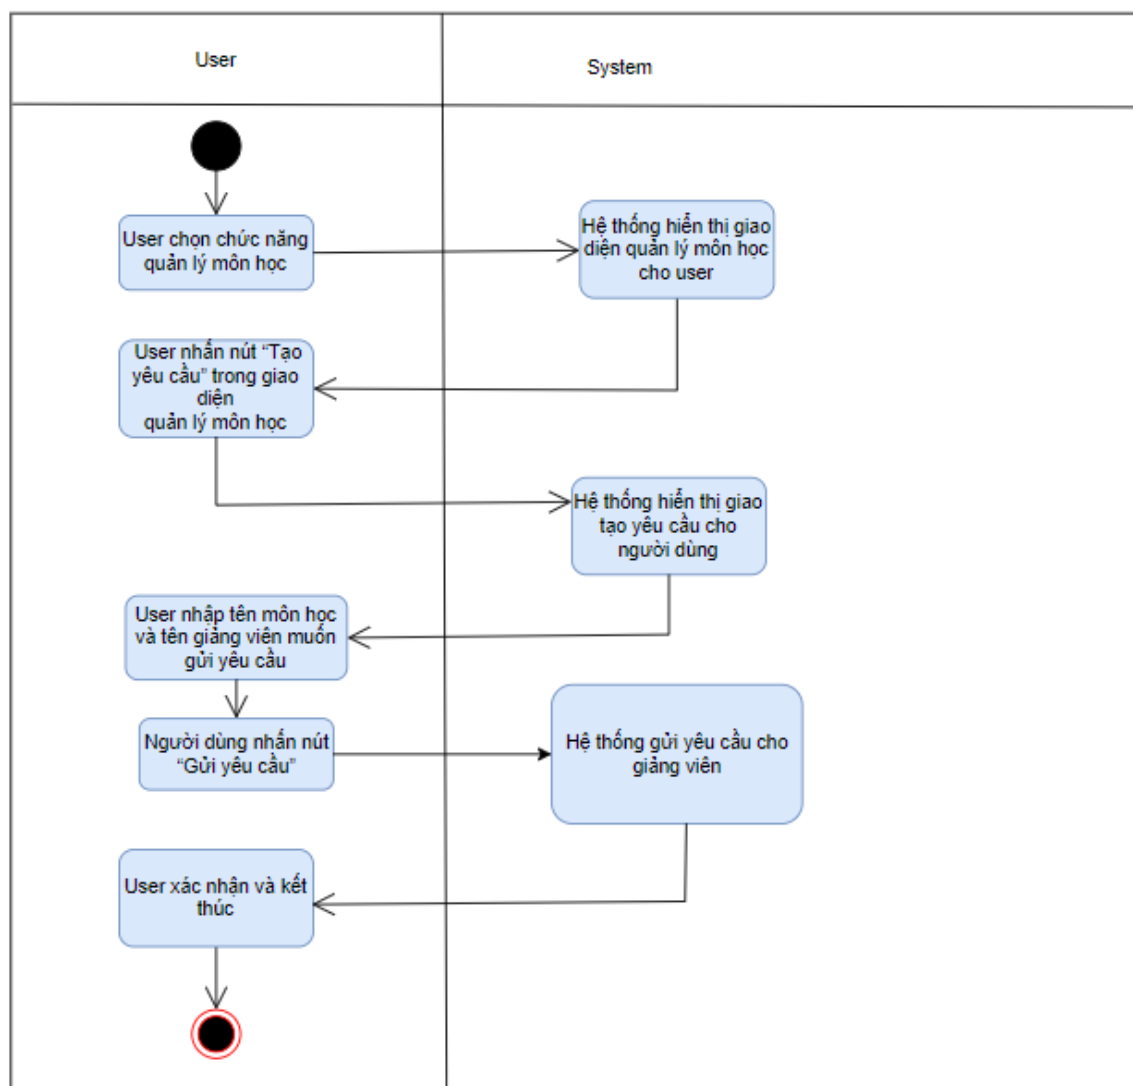 User
System
User chọn chức năng
quản lý môn học
Hệ thống hiển thị giao
diện quản lý môn học
cho user
User nhấn nút “Tạo
yêu cầu” trong giao
diện
quản lý môn học
Hệ thống hiển thị giao
tạo yêu cầu cho
người dùng
User nhập tên môn học
và tên giảng viên muốn
gửi yêu cầu
Người dùng nhấn nút
“Gửi yêu cầu”
Hệ thống gửi yêu cầu cho
giảng viên
User xác nhận và kết
thúc